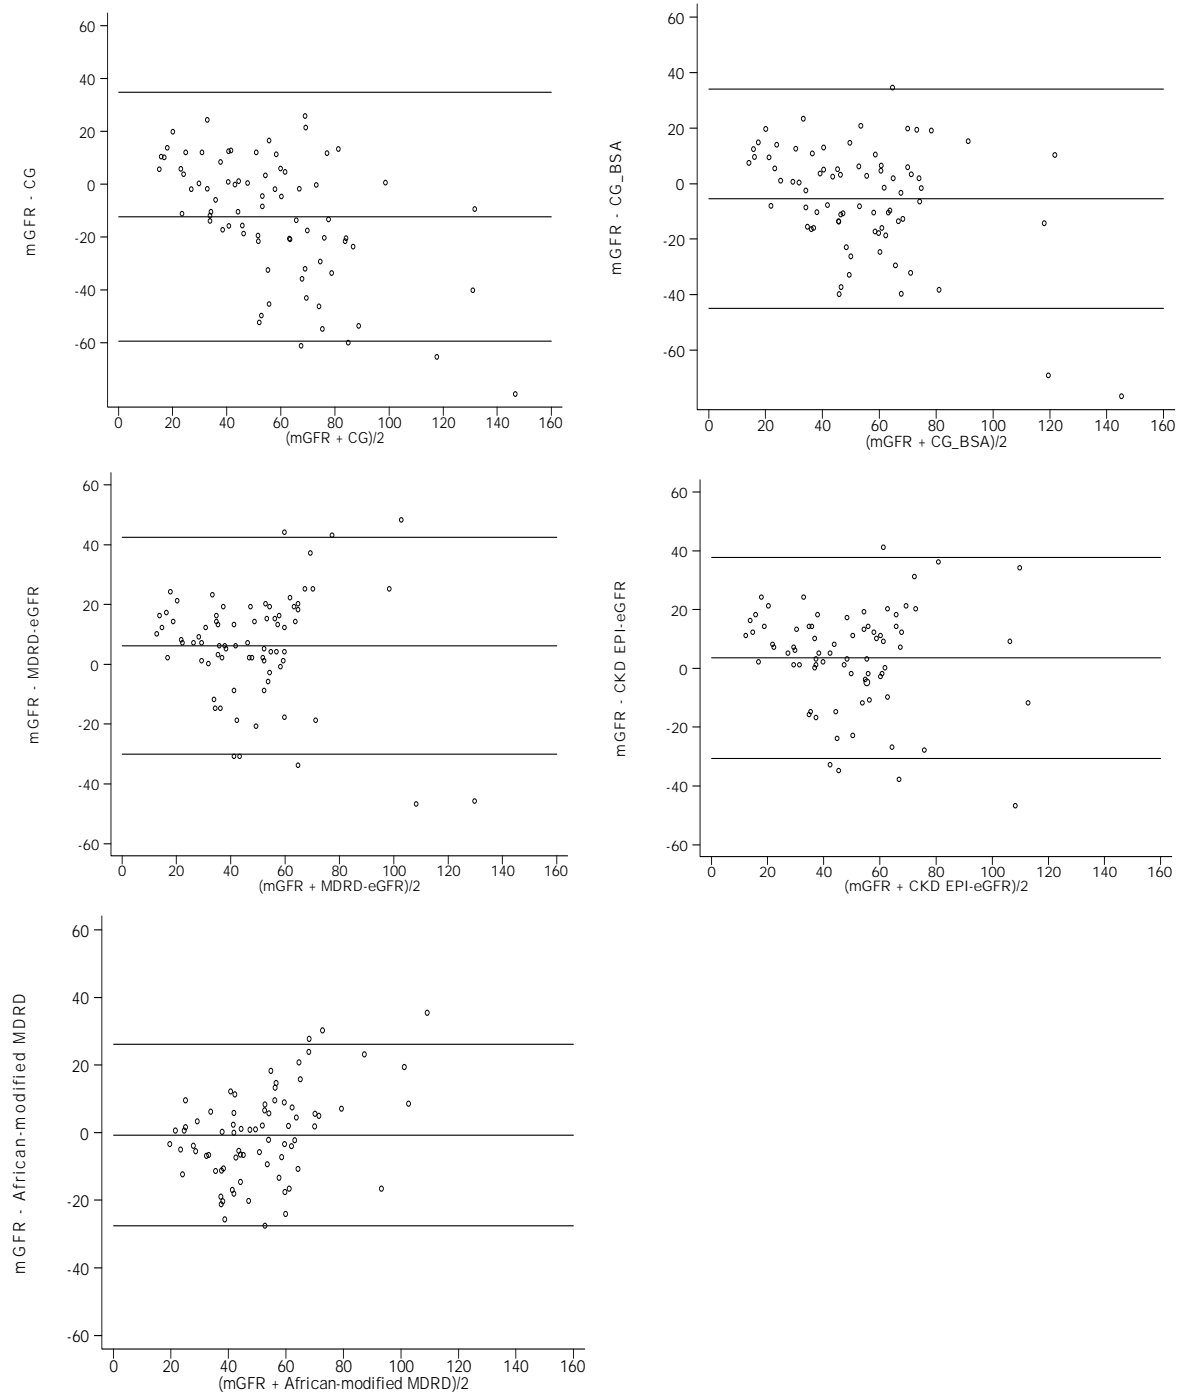 60
40
20
0
-20
-40
-60
mGFR - CG
0 20 40 60 80 100 120 140 160
(mGFR + CG)/2
60
40
20
0
-20
-40
-60
mGFR - CG_BSA
0 20 40 60 80 100 120 140 160
(mGFR + CG_BSA)/2
60
40
20
0
-20
-40
-60
mGFR - MDRD-eGFR
0 20 40 60 80 100 120 140 160
(mGFR + MDRD-eGFR)/2
60
40
20
0
-20
-40
-60
mGFR - CKD EPI-eGFR
0 20 40 60 80 100 120 140 160
(mGFR + CKD EPI-eGFR)/2
60
40
20
0
-20
-40
-60
mGFR - African-modified MDRD
0 20 40 60 80 100 120 140 160
(mGFR + African-modified MDRD)/2